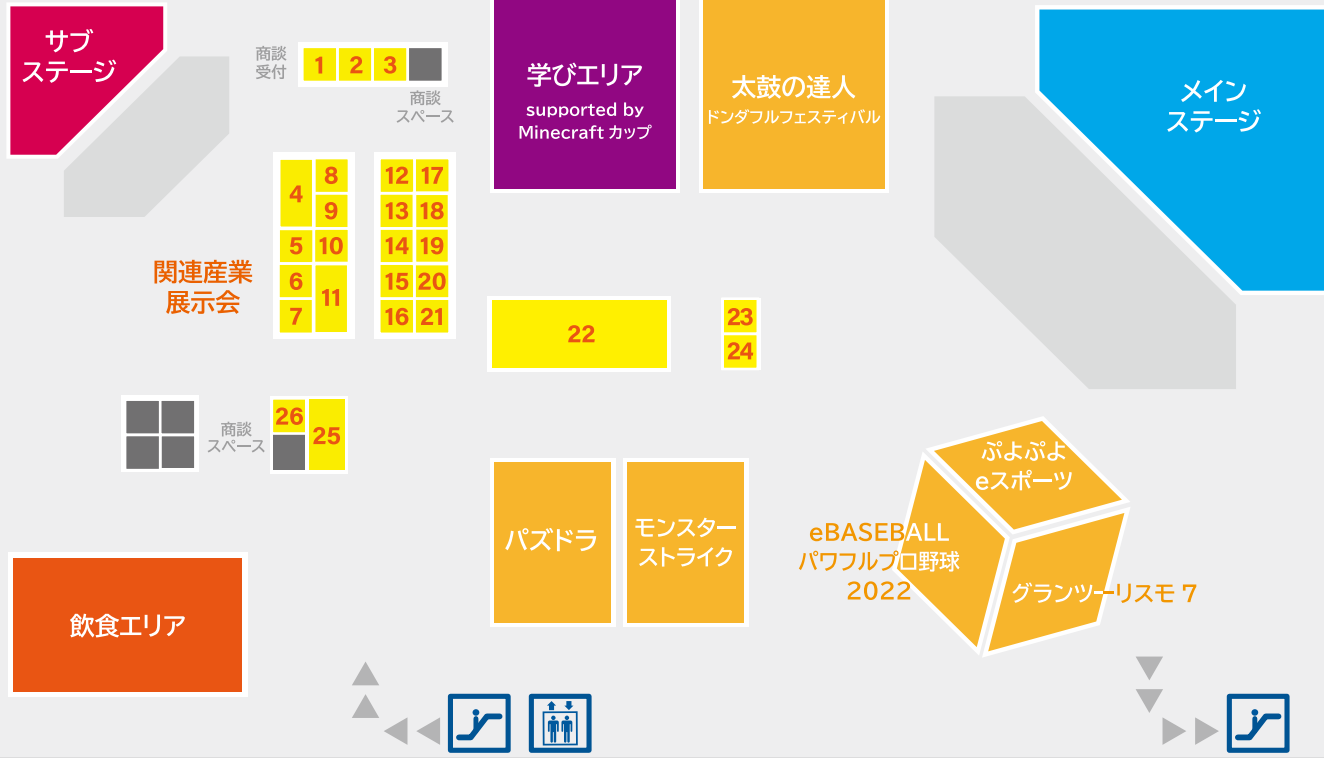 サブ
ステージ
商談
受付
1
2
3
商談
スペース
学びエリア
supported by
Minecraft カップ
太鼓の達人
ドンダフルフェスティバル
メイン
ステージ
関連産業
展示会
4
5
6
7
8
9
10
11
12
13
14
15
16
17
18
19
20
21
22
23
24
商談
スペース
26
25
パズドラ
モンスター
ストライク
ぷよぷよ
eスポーツ
eBASEBALL
パワフルプロ野球
2022
グランツーリスモ 7
飲食エリア